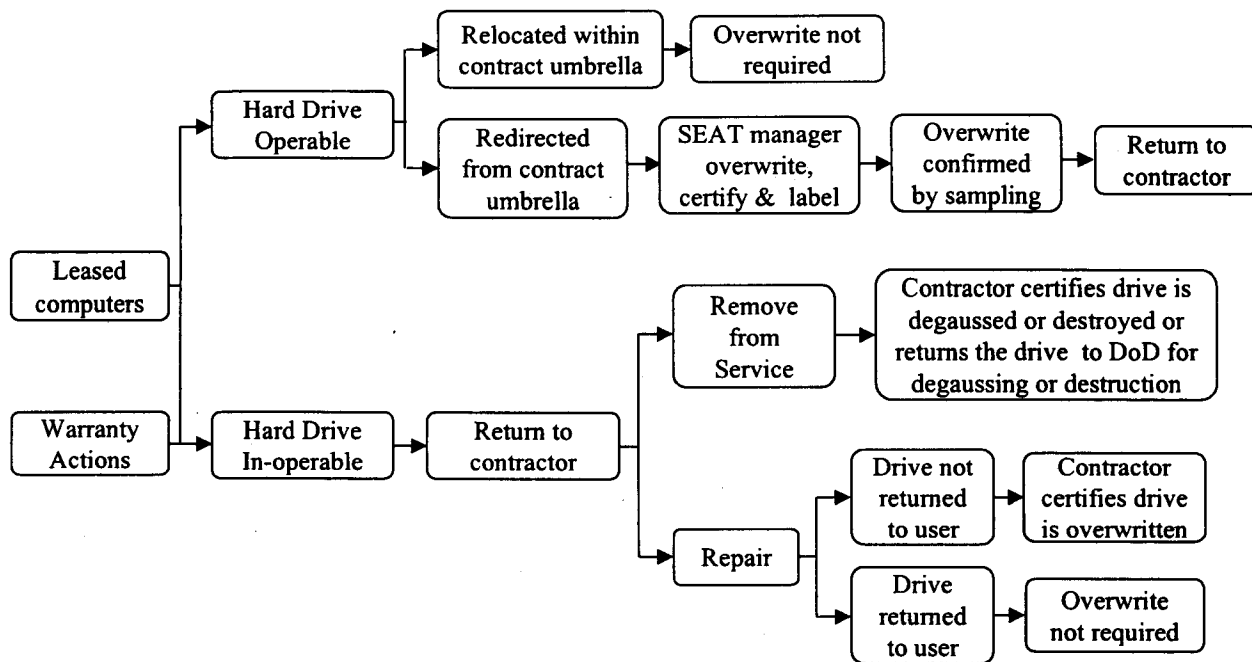 Relocated within
contract umbrella
Overwrite not
required
Hard Drive
Operable
Redirected
from contract
umbrella
SEAT manager
overwrite,
certify & label
Overwrite
confirmed
by sampling
Return to
contractor
Leased
computers
Remove
from
Service
Contractor certifies drive is
degaussed or destroyed or
returns the drive to DoD for
degaussing or destruction
Warranty
Actions
Hard Drive
In-operable
Return to
contractor
Drive not
returned
to user
Contractor
certifies drive
is overwritten
Repair
Drive
returned
to user
Overwrite
not required